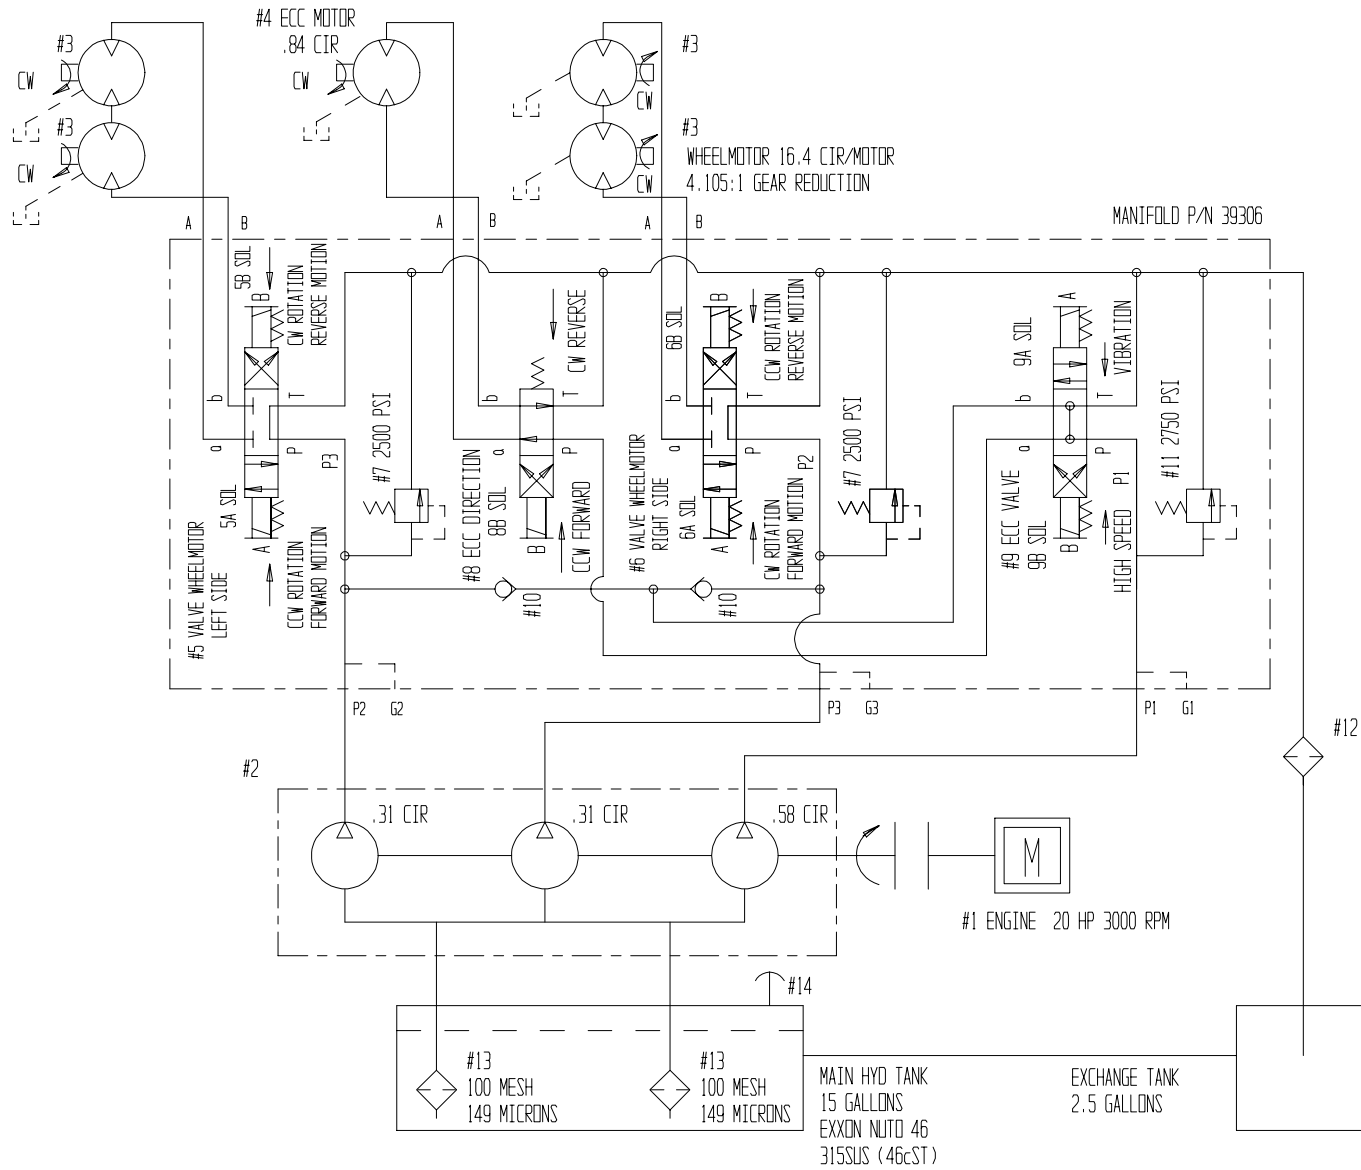 #4 ECC MOTOR
.84 CIR
#3
CW
#3
CW
CW
#3
CW
#3
CW
WHEELMOTOR 16.4 CIR/MOTOR
4.105:1 GEAR REDUCTION
A
B
A
B
A
B
MANIFOLD P/N 39306
5B SOL
B
CW ROTATION
REVERSE MOTION
b
T
a
P
P3
5A SOL
A
CCW ROTATION
FORWARD MOTION
#5 VALVE WHEELMOTOR
LEFT SIDE
#7 2500 PSI
CW REVERSE
b
T
a
P
#8 ECC DIRECTION
8B SOL
B
CCW FORWARD
#10
6B SOL
B
CCW ROTATION
REVERSE MOTION
b
T
a
P
P2
#6 VALVE WHEELMOTOR
RIGHT SIDE
6A SOL
A
CW ROTATION
FORWARD MOTION
#10
#7 2500 PSI
9A SOL
A
VIBRATION
b
T
a
P
P1
#9 ECC VALVE
9B SOL
B
HIGH SPEED
#11 2750 PSI
P2
G2
P3
G3
P1
G1
#12
#2
.31 CIR
.31 CIR
.58 CIR
M
#1 ENGINE 20 HP 3000 RPM
#14
#13
100 MESH
149 MICRONS
#13
100 MESH
149 MICRONS
MAIN HYD TANK
15 GALLONS
EXXON NUTO 46
315SUS (46cST)
EXCHANGE TANK
2.5 GALLONS